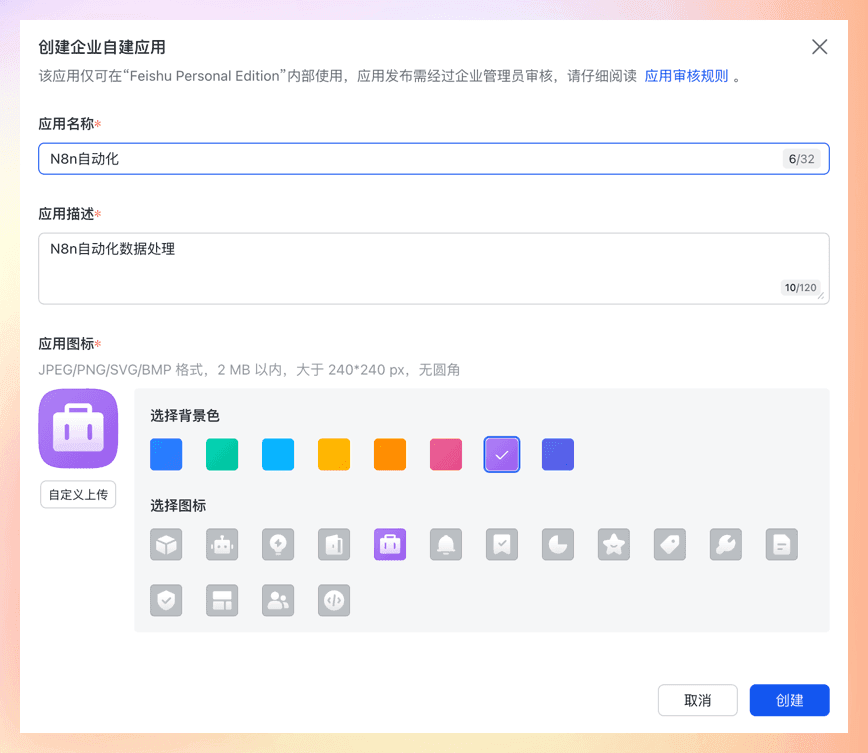 创建企业自建应用
该应用仅可在“Feishu Personal Edition”内部使用，应用发布需经过企业管理员审核，请仔细阅读 应用审核规则 。
应用名称*
N8n自动化
6/32
应用描述*
N8n自动化数据处理
10/120
应用图标*
JPEG/PNG/SVG/BMP 格式，2 MB 以内，大于 240*240 px，无圆角
选择背景色
自定义上传
选择图标
取消
创建